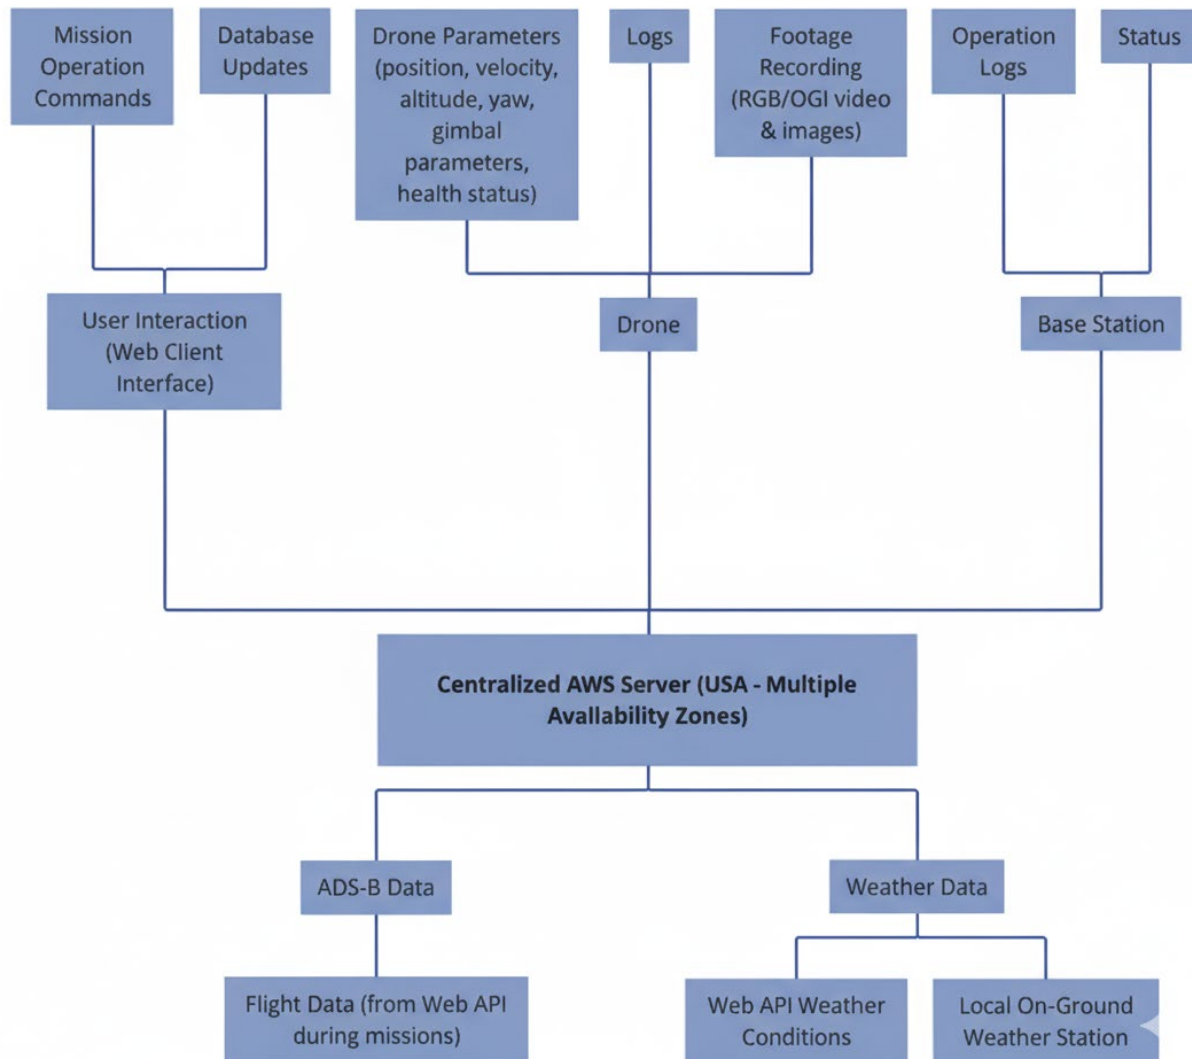 Mission
Operation
Commands
Database
Updates
Drone Parameters
(position, velocity,
altitude, yaw,
gimbal
parameters,
health status)
Logs
Footage
Recording
(RGB/OGI video
& images)
Operation
Logs
Status
User Interaction
(Web Client
Interface)
Drone
Base Station
Centralized AWS Server (USA - Multiple
Avallability Zones)
ADS-B Data
Weather Data
Flight Data (from Web API
during missions)
Web API Weather
Conditions
Local On-Ground
Weather Station